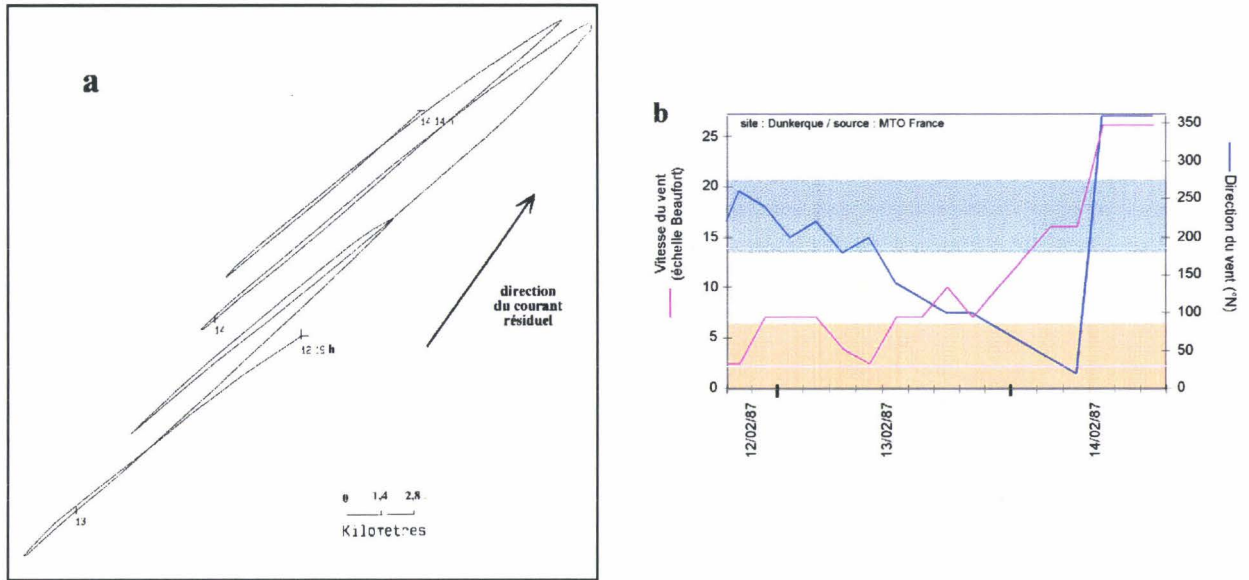 a
14 14 h
14
12 19 h
13
direction
du courant
résiduel
0 1,4 2,8
Kilometres
b
site : Dunkerque / source : MTO France
Vitesse du vent
(échelle Beaufort)
25
20
15
10
5
0
350
300
250
200
150
100
50
0
Direction du vent (°N)
12/02/87
13/02/87
14/02/87